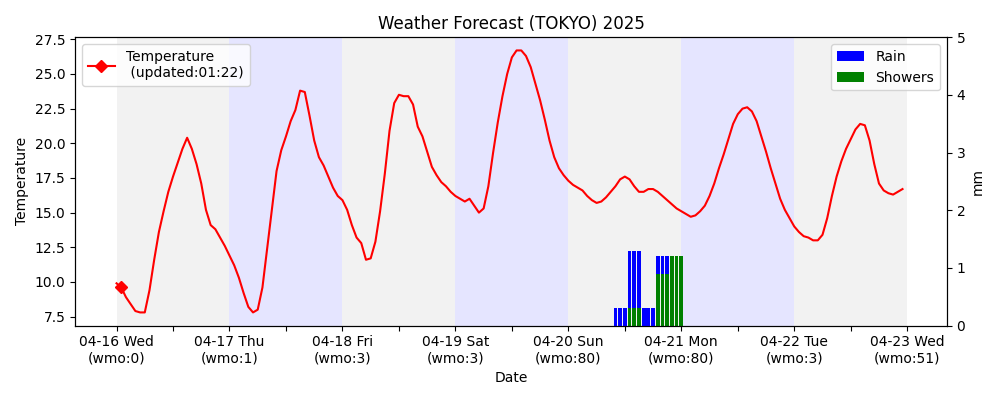 Weather Forecast (TOKYO) 2025
Temperature
(updated:01:22)
Rain
Showers
27.5
25.0
22.5
20.0
17.5
15.0
12.5
10.0
7.5
Temperature
5
4
3
2
1
0
mm
04-16 Wed
(wmo:0)
04-17 Thu
(wmo:1)
04-18 Fri
(wmo:3)
04-19 Sat
(wmo:3)
04-20 Sun
(wmo:80)
04-21 Mon
(wmo:80)
04-22 Tue
(wmo:3)
04-23 Wed
(wmo:51)
Date